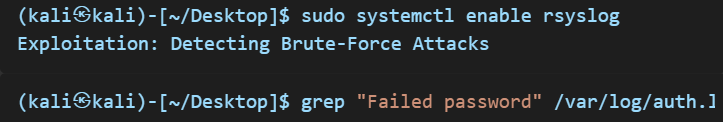 (kali㉿kali)-[~/Desktop]$ sudo systemctl enable rsyslog
Exploitation: Detecting Brute-Force Attacks
(kali㉿kali)-[~/Desktop]$ grep "Failed password" /var/log/auth.l